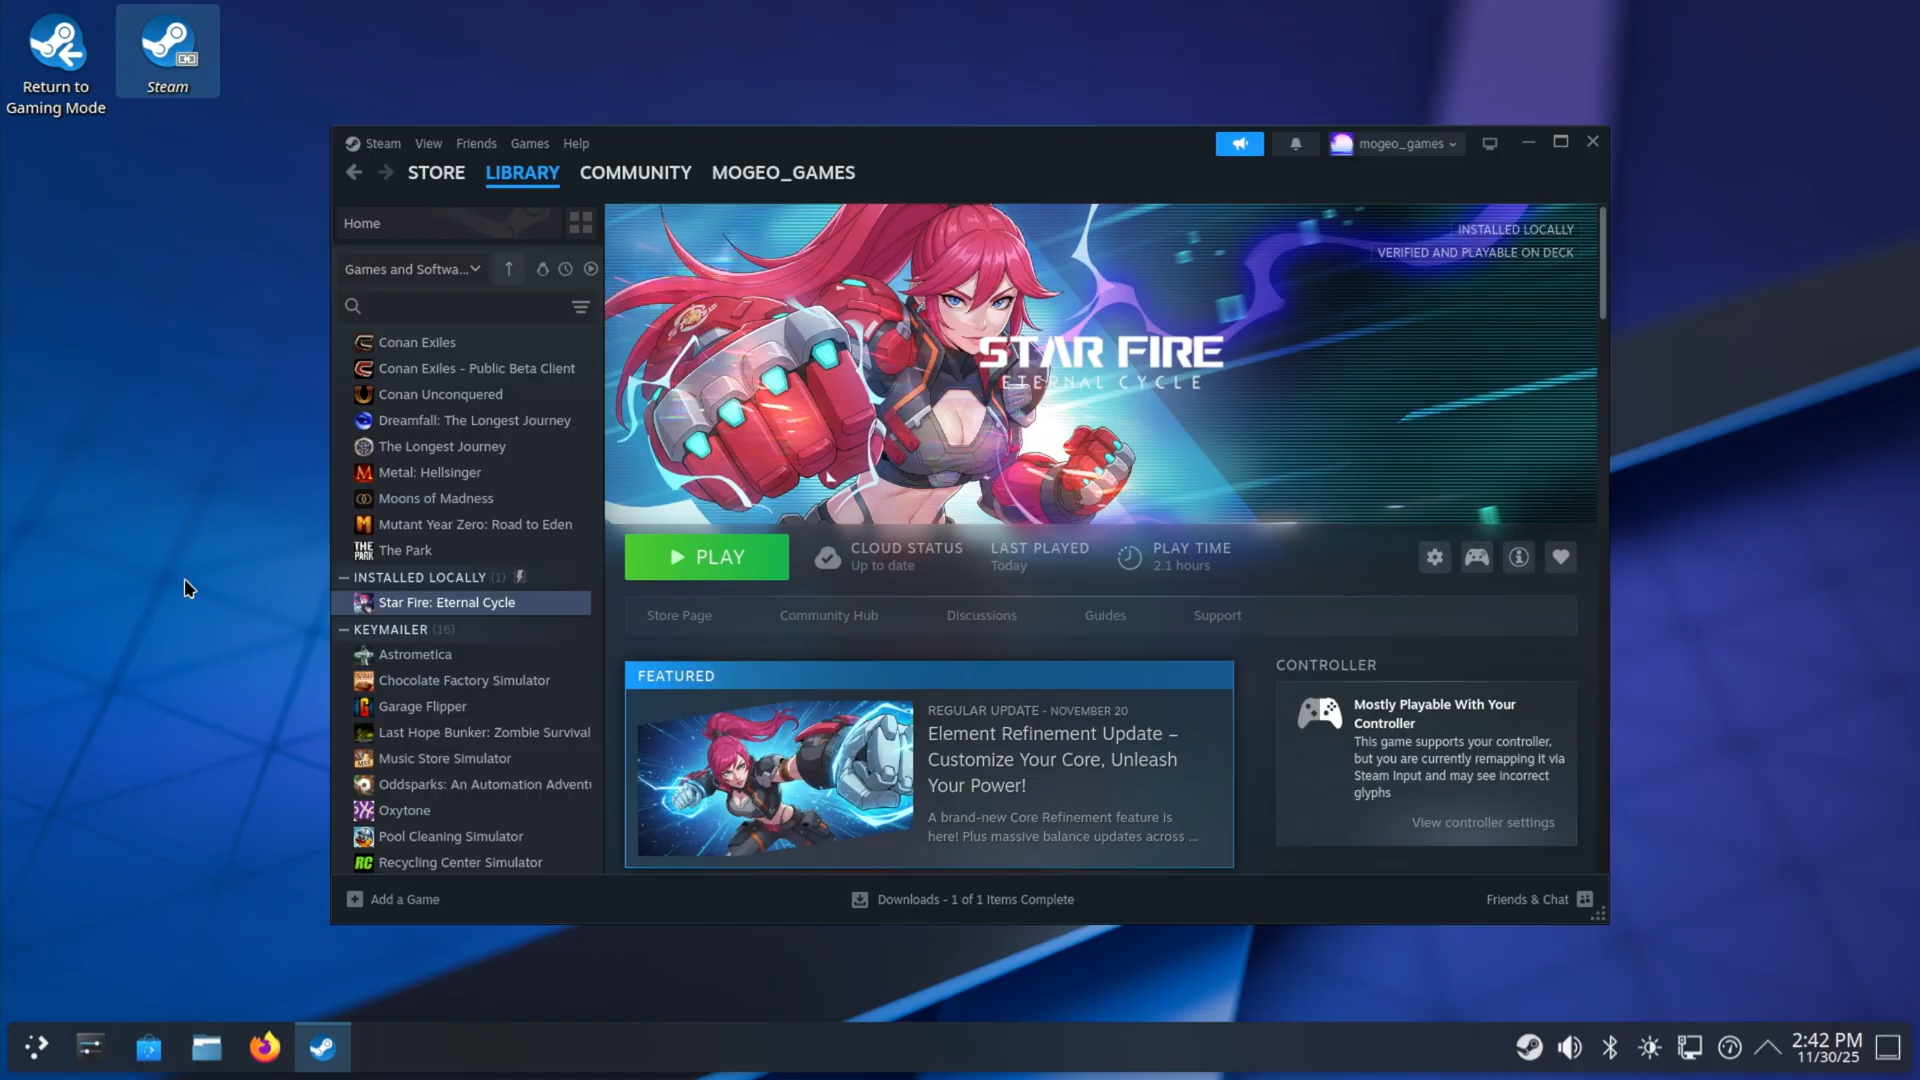 Return to
Gaming Mode
Steam
Steam View Friends Games Help
mogeo_games
STORE LIBRARY COMMUNITY MOGEO_GAMES
Home
Games and Softwa...
Conan Exiles
Conan Exiles - Public Beta Client
Conan Unconquered
Dreamfall: The Longest Journey
The Longest Journey
Metal: Hellsinger
Moons of Madness
Mutant Year Zero: Road to Eden
THE PARK
The Park
INSTALLED LOCALLY (1)
Star Fire: Eternal Cycle
KEYMAILER (16)
Astrometica
Chocolate Factory Simulator
Garage Flipper
Last Hope Bunker: Zombie Survival
Music Store Simulator
Oddsparks: An Automation Advent
Oxytone
Pool Cleaning Simulator
RC
Recycling Center Simulator
INSTALLED LOCALLY
VERIFIED AND PLAYABLE ON DECK
STAR FIRE
ETERNAL CYCLE
PLAY
CLOUD STATUS
Up to date
LAST PLAYED
Today
PLAY TIME
2.1 hours
Store Page Community Hub Discussions Guides Support
FEATURED
REGULAR UPDATE - NOVEMBER 20
Element Refinement Update –
Customize Your Core, Unleash
Your Power!
A brand-new Core Refinement feature is
here! Plus massive balance updates across ...
CONTROLLER
Mostly Playable With Your
Controller
This game supports your controller,
but you are currently remapping it via
Steam Input and may see incorrect
glyphs
View controller settings
Add a Game
Downloads - 1 of 1 Items Complete
Friends & Chat
2:42 PM
11/30/25